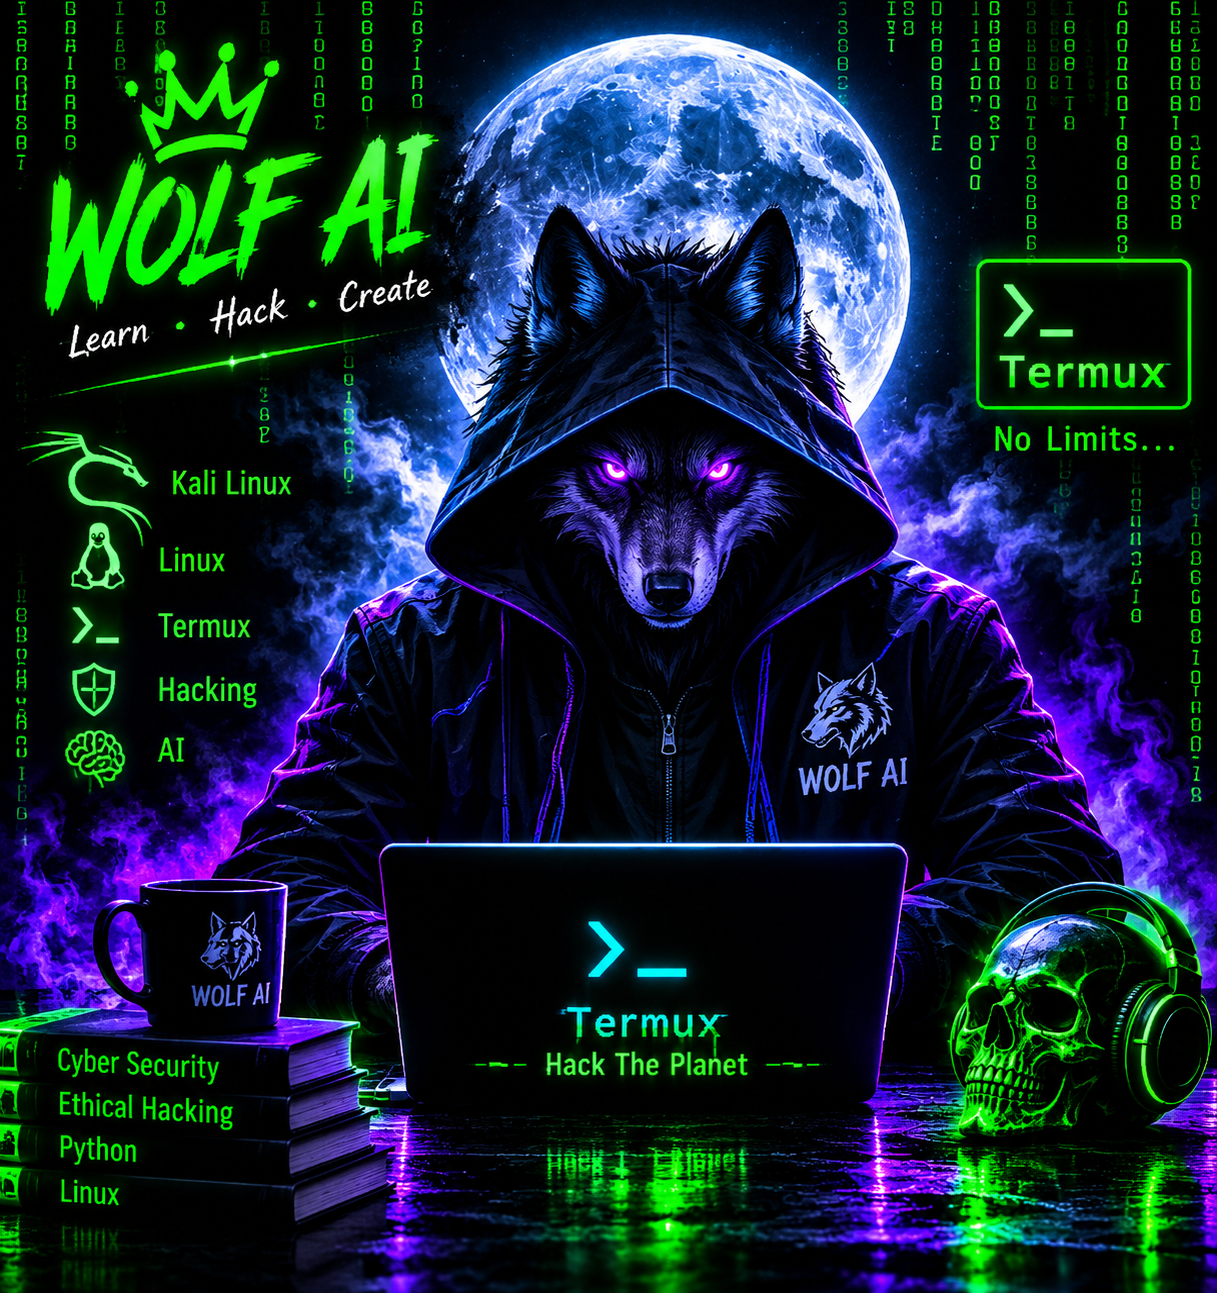 WOLF AI
Learn • Hack • Create
Kali Linux
Linux
Termux
Hacking
AI
>_
Termux
No Limits...
WOLF AI
WOLF AI
Cyber Security
Ethical Hacking
Python
Linux
>_
Termux
Hack The Planet